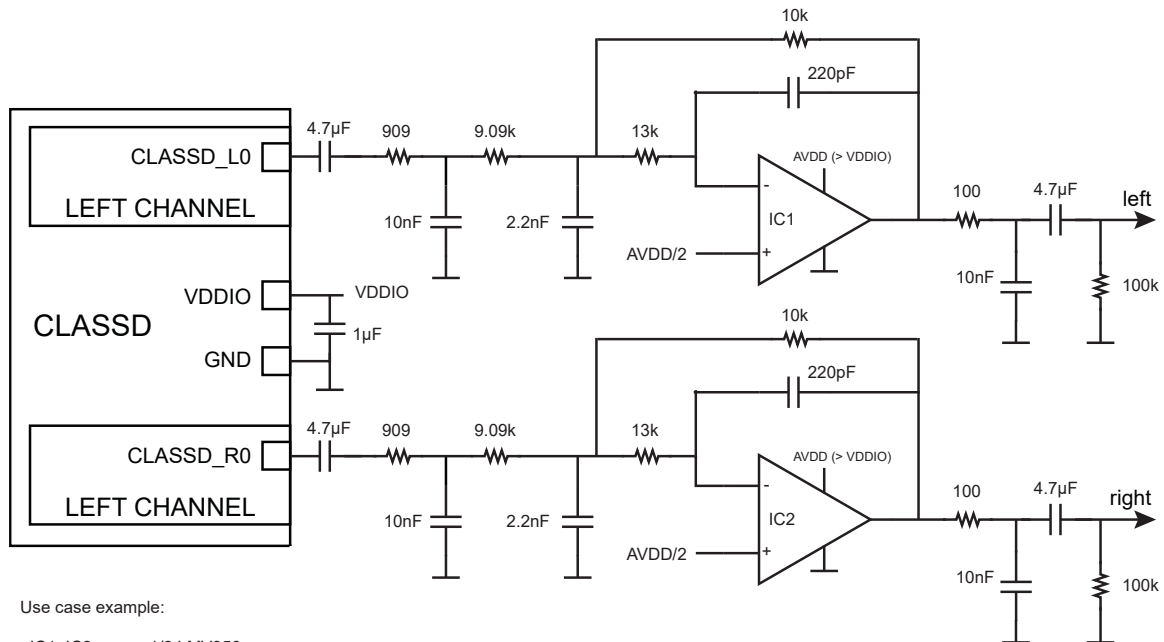 10k
220pF
4.7µF 909 9.09k 13k
CLASSD_L0
LEFT CHANNEL
AVDD (> VDDIO)
-
IC1
+
AVDD/2
10nF 2.2nF
100 4.7µF left
10nF 100k
VDDIO VDDIO
CLASSD
1µF
GND
10k
220pF
4.7µF 909 9.09k 13k
CLASSD_R0
LEFT CHANNEL
AVDD (> VDDIO)
-
IC2
+
AVDD/2
10nF 2.2nF
100 4.7µF right
10nF 100k
Use case example: